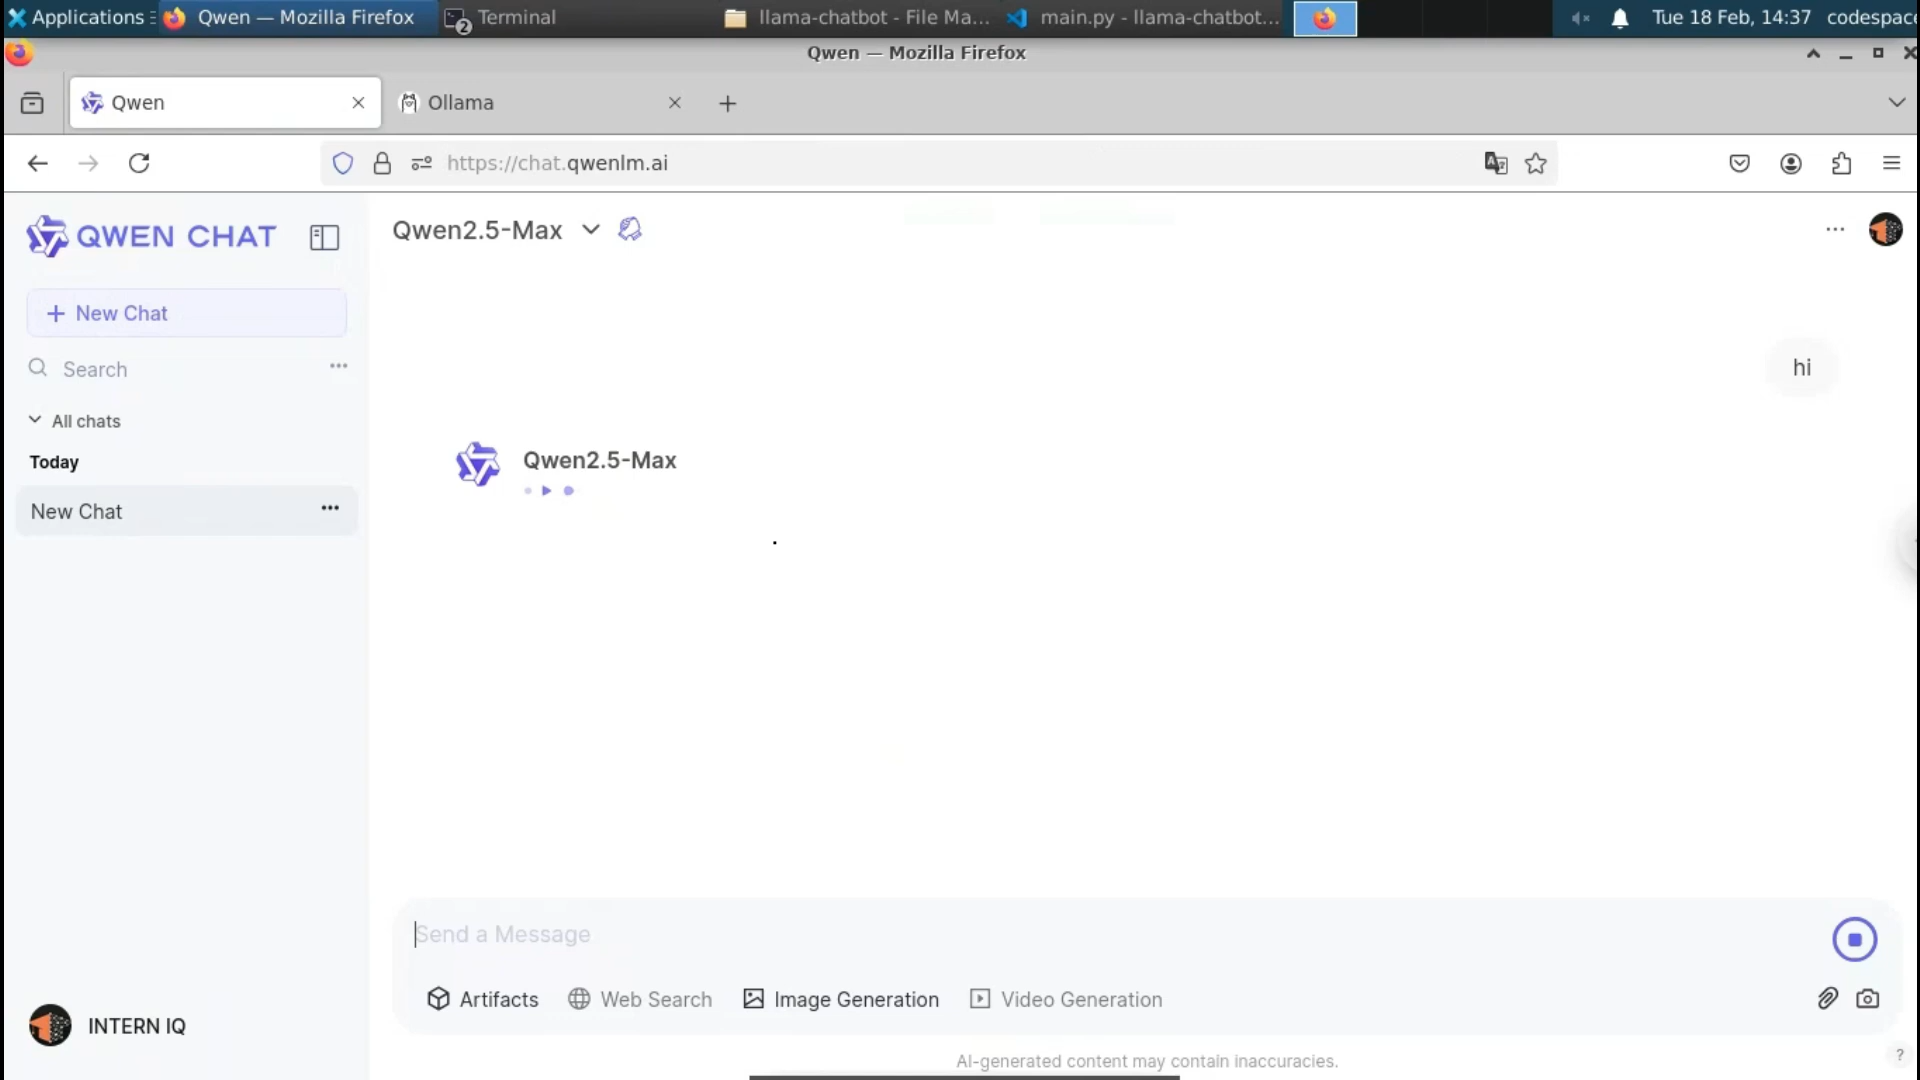 Applications
Qwen — Mozilla Firefox
2
Terminal
llama-chatbot - File Ma...
main.py - llama-chatbot...
Tue 18 Feb, 14:37
codespace
Qwen — Mozilla Firefox
Qwen
Ollama
https://chat.qwenlm.ai
QWEN CHAT
Qwen2.5-Max
New Chat
Search
hi
All chats
Today
Qwen2.5-Max
New Chat
Send a Message
Artifacts
Web Search
Image Generation
Video Generation
INTERN IQ
AI-generated content may contain inaccuracies.
?